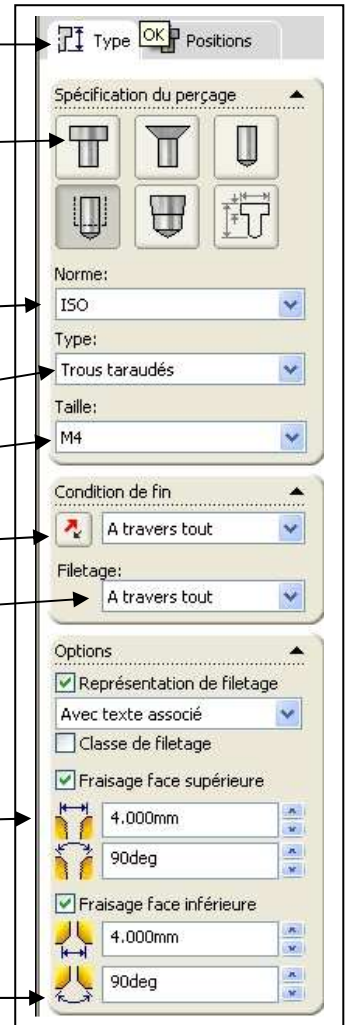 Type OK Positions
Spécification du perçage
Norme:
ISO
Type:
Trous taraudés
Taille:
M4
Condition de fin
A travers tout
Filetage:
A travers tout
Options
Représentation de filetage
Avec texte associé
Classe de filetage
Fraisage face supérieure
4.000mm
90deg
Fraisage face inférieure
4.000mm
90deg